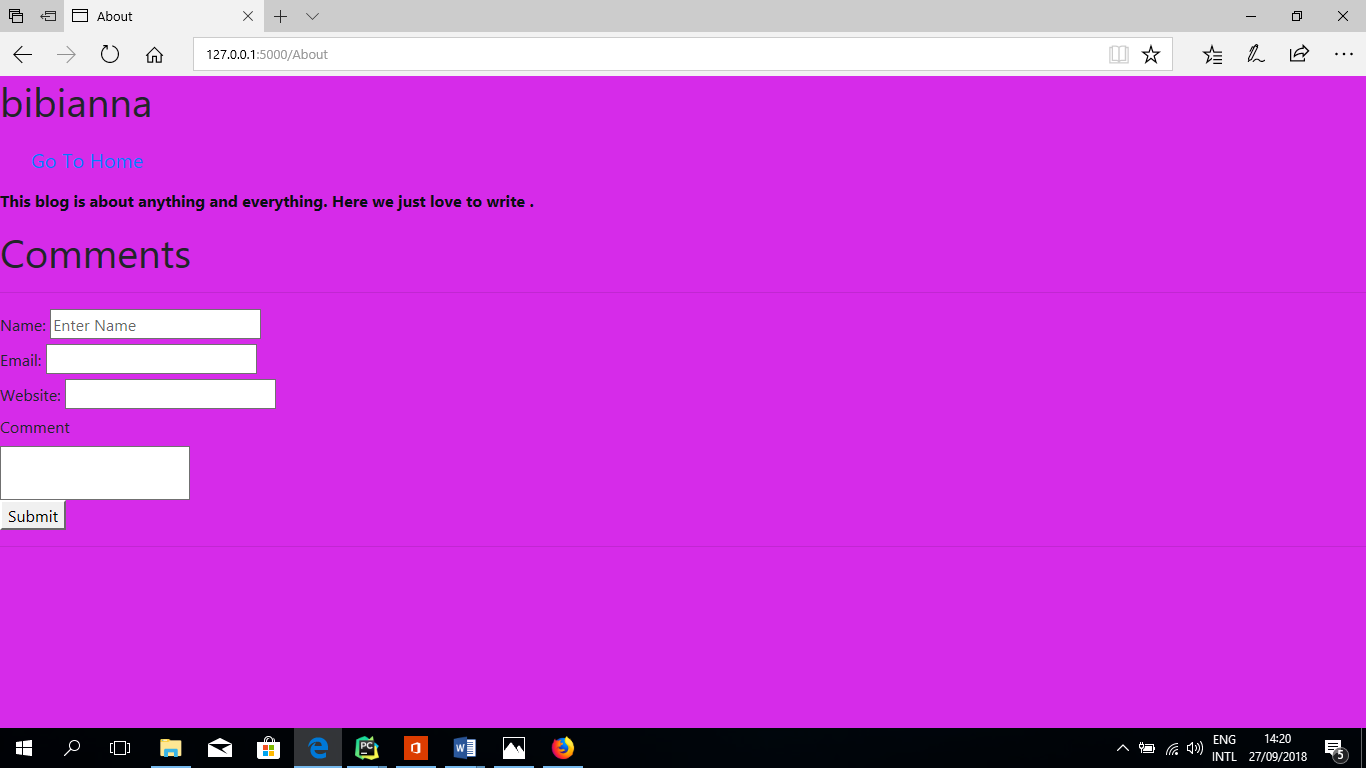 About
127.0.0.1:5000/About
bibianna
Go To Home
This blog is about anything and everything. Here we just love to write .
Comments
Name: Enter Name
Email:
Website:
Comment
Submit
PC
W
ENG
14:20
INTL
27/09/2018
5